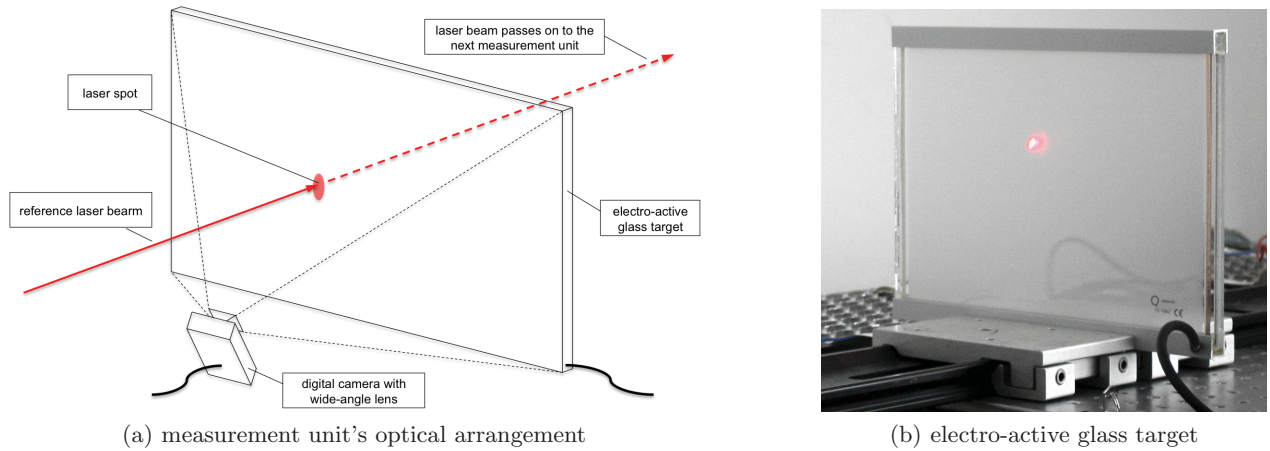 laser beam passes on to the
next measurement unit
laser spot
reference laser bearm
electro-active
glass target
digital camera with
wide-angle lens
(a) measurement unit's optical arrangement
Q
CE
(b) electro-active glass target